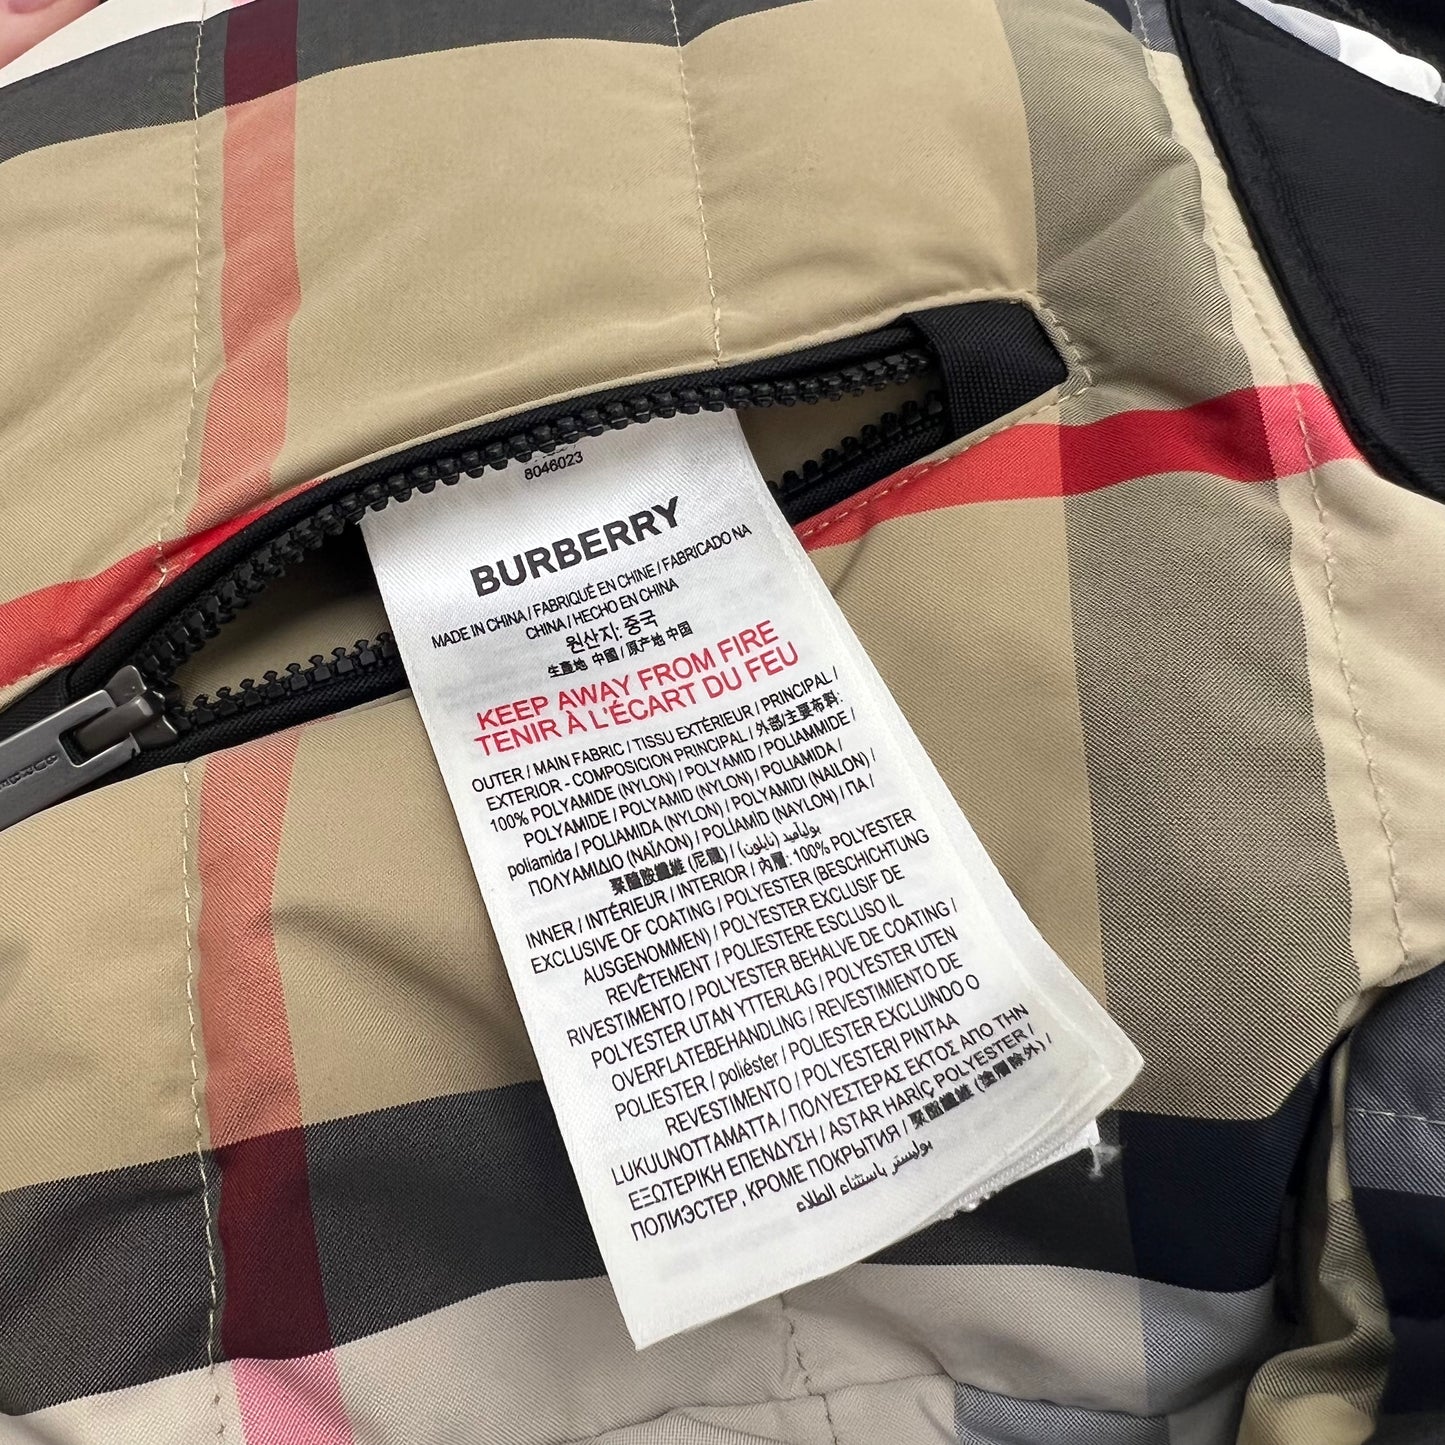 8046023
BURBERRY
MADE IN CHINA / FABRIQUÉ EN CHINE / FABRICADO NA
CHINA / HECHO EN CHINA
원산지: 중국
生產地 中國 / 原产地 中国
KEEP AWAY FROM FIRE
TENIR À L'ÉCART DU FEU
OUTER / MAIN FABRIC / TISSU EXTÉRIEUR / PRINCIPAL /
EXTERIOR - COMPOSICION PRINCIPAL / 外部/主要布料:
100% POLYAMIDE (NYLON) / POLYAMID / POLIAMMIDE /
POLYAMIDE / POLYAMID (NYLON) / POLIAMIDA /
poliamida / POLIAMIDA (NYLON) / POLYAMIDI (NAILON) /
ΠΟΛΥΑΜΙΔΙΟ (ΝΑΪΛΟΝ) / POLİAMİD (NAYLON) / ПА /
聚醯胺纖維 (尼龍) / بوليأميد (نايلون)
INNER / INTÉRIEUR / INTERIOR / 內層: 100% POLYESTER
EXCLUSIVE OF COATING / POLYESTER (BESCHICHTUNG
AUSGENOMMEN) / POLYESTER EXCLUSIF DE
REVÊTEMENT / POLIESTERE ESCLUSO IL
RIVESTIMENTO / POLYESTER BEHALVE DE COATING /
POLYESTER UTAN YTTERLAG / POLYESTER UTEN
OVERFLATEBEHANDLING / REVESTIMIENTO DE
POLIESTER / poliéster / POLIESTER EXCLUINDO O
REVESTIMENTO / POLYESTERI PINTAA
LUKUUNOTTAMATTA / ΠΟΛΥΕΣΤΕΡΑΣ ΕΚΤΟΣ ΑΠΟ ΤΗΝ
ΕΞΩΤΕΡΙΚΗ ΕΠΕΝΔΥΣΗ / ASTAR HARİÇ POLYESTER /
ПОЛИЭСТЕР, КРОМЕ ПОКРЫТИЯ / 聚酯纖維 (塗層除外) /
بوليستر باستثناء الطلاء